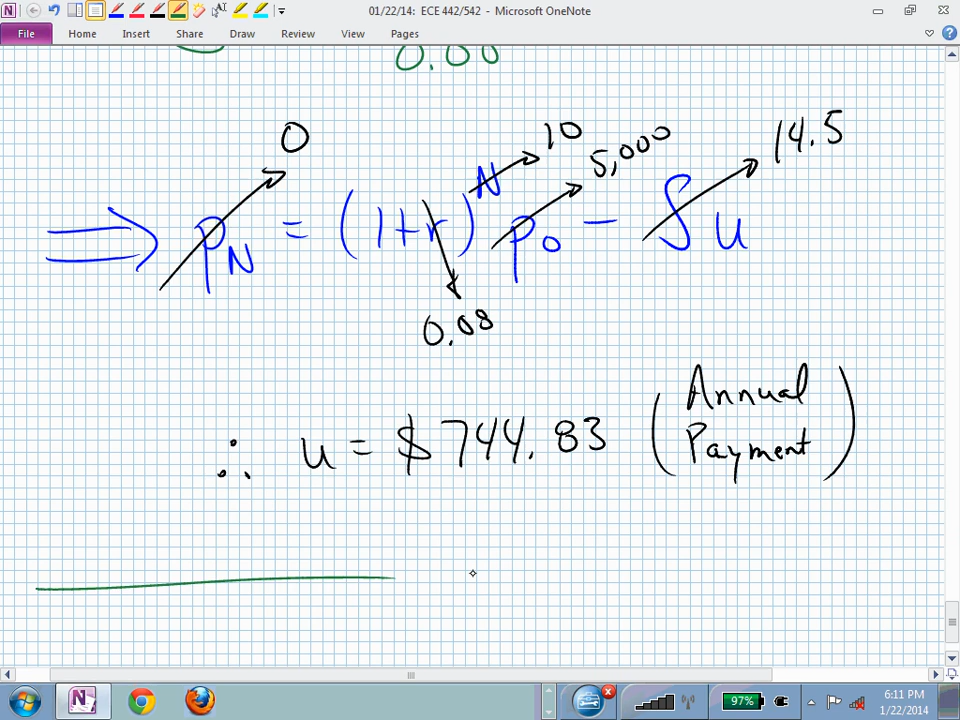 01/22/14: ECE 442/542 - Microsoft OneNote
File Home Insert Share Draw Review View Pages
0.00
0 10 5,000 14.5
⇒ P_N = (1+r)^N P_0 - S u
0.08
∴ u = $744.83 (Annual
Payment)
97% 6:11 PM
1/22/2014